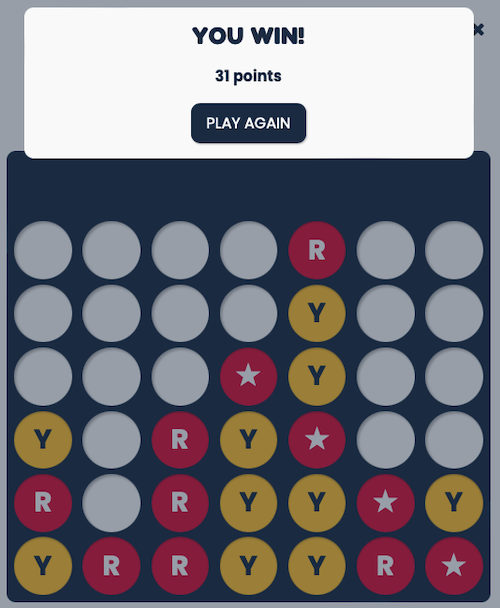 YOU WIN!
31 points
PLAY AGAIN
R
Y
★ Y
Y R Y ★
R R Y Y ★ Y
Y R R Y Y R ★